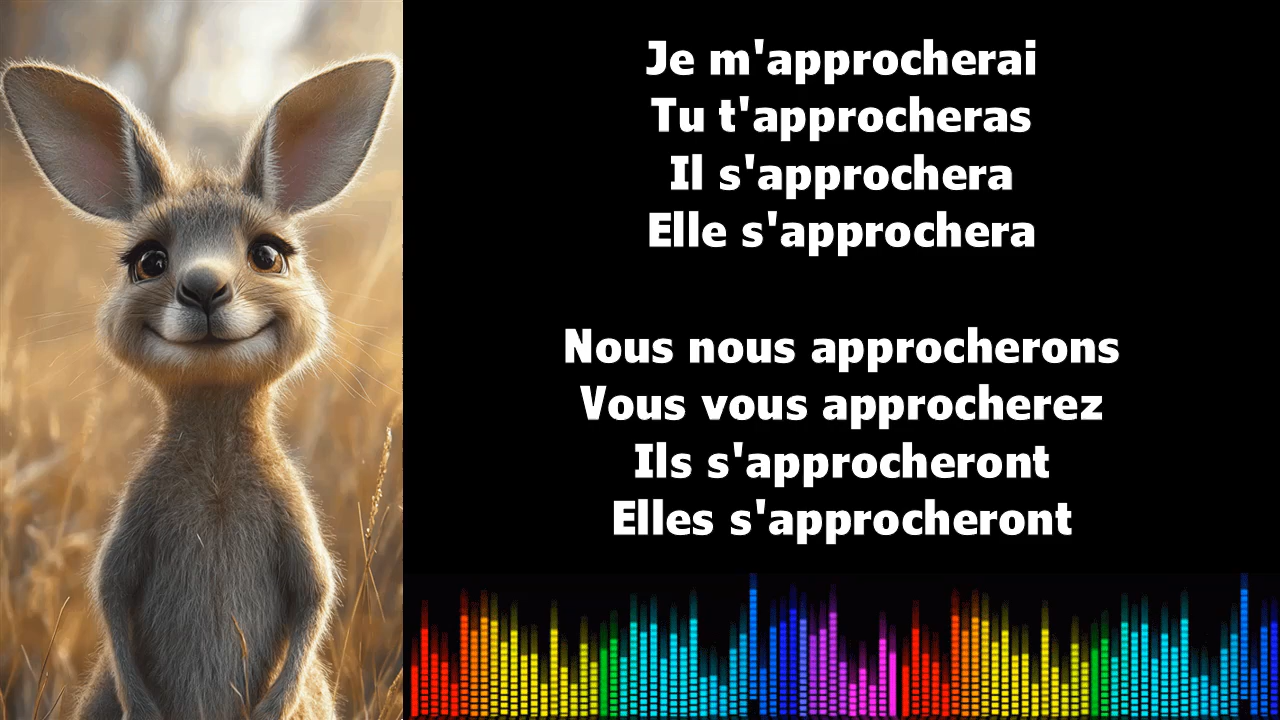 Je m'approcherai
Tu t'approcheras
Il s'approchera
Elle s'approchera
Nous nous approcherons
Vous vous approcherez
Ils s'approcheront
Elles s'approcheront